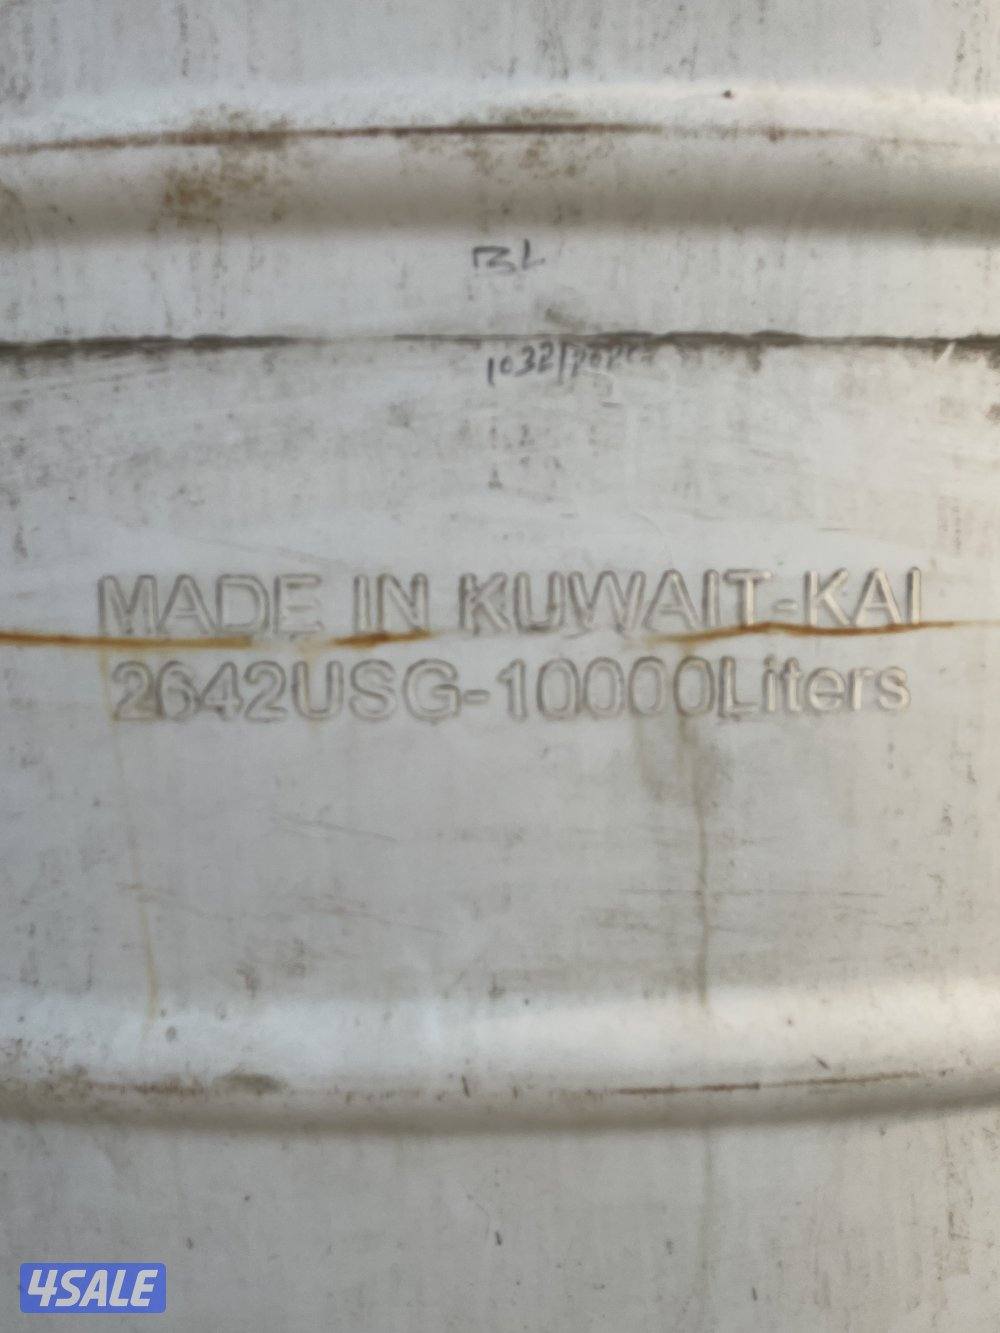 BL
MADE IN KUWAIT-KAI
2642USG-10000Liters
4SALE